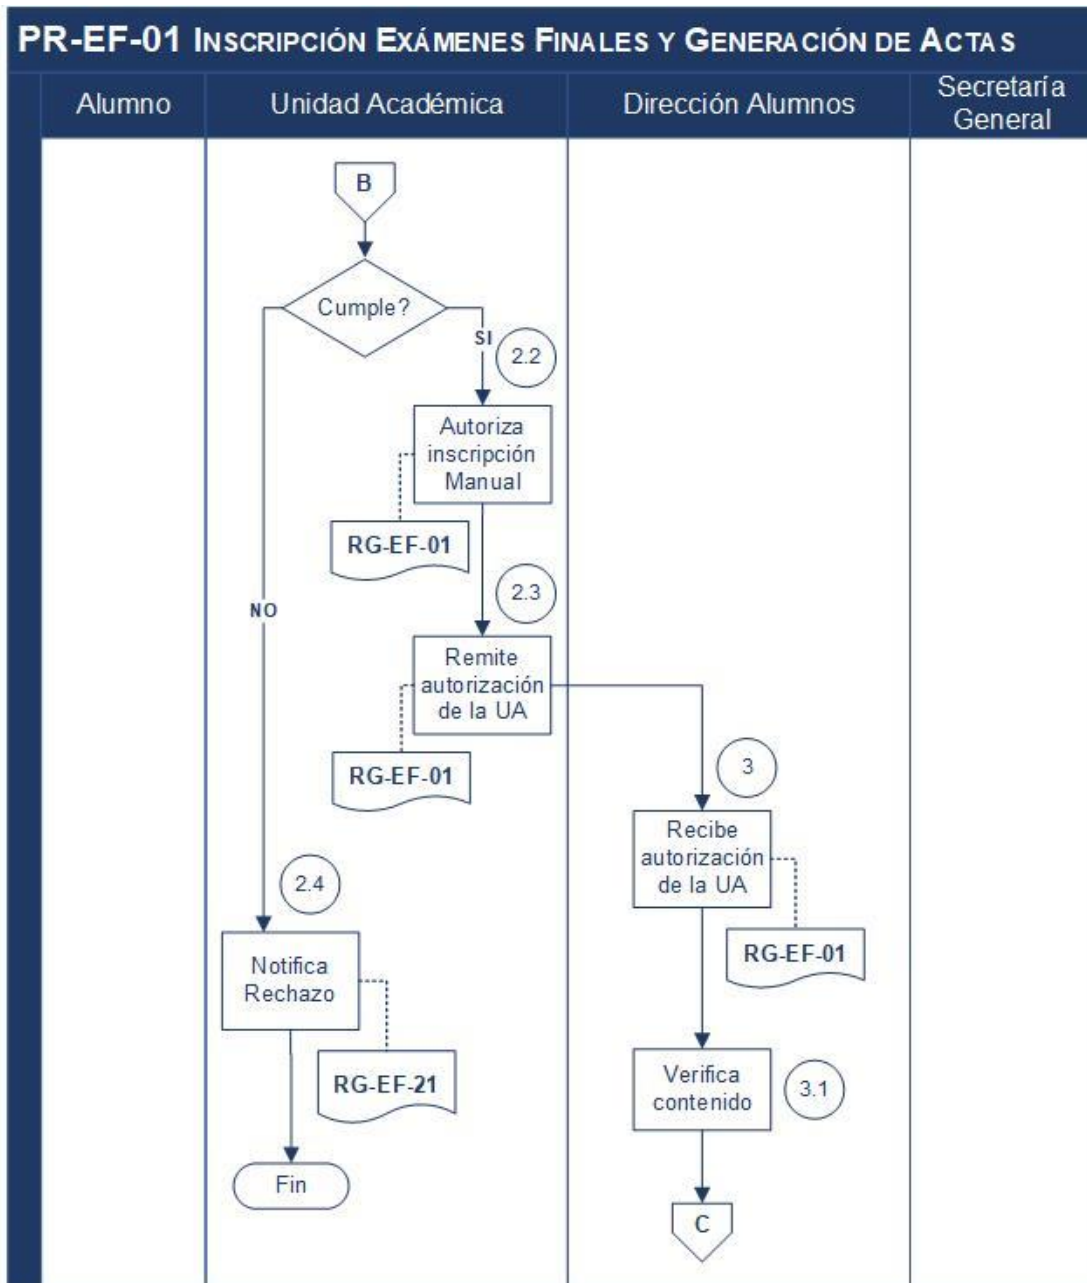 PR-EF-01 INSCRIPCIÓN EXÁMENES FINALES Y GENERACIÓN DE ACTAS
Alumno
Unidad Académica
Dirección Alumnos
Secretaría
General
B
Cumple?
SI
2.2
Autoriza
inscripción
Manual
RG-EF-01
NO
2.3
Remite
autorización
de la UA
RG-EF-01
3
Recibe
autorización
de la UA
RG-EF-01
2.4
Notifica
Rechazo
RG-EF-21
Fin
Verifica
contenido
3.1
C